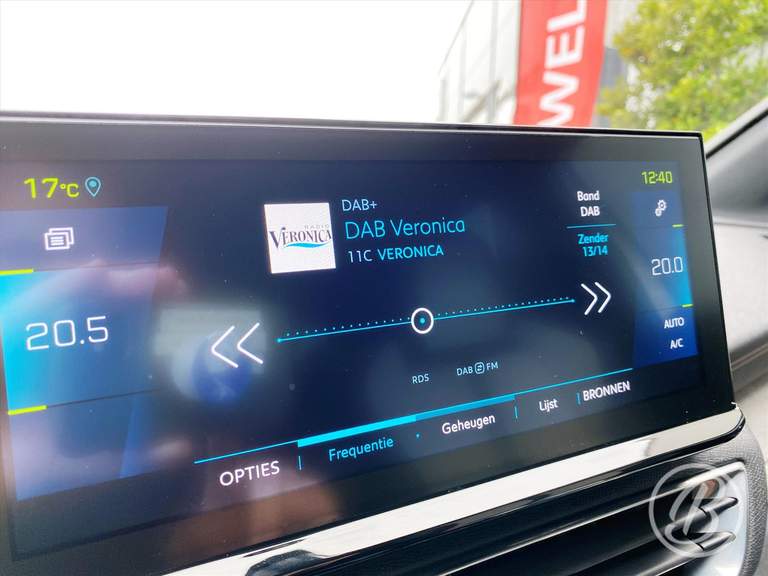 WEL
17°C
12:40
DAB+
RADIO
VERONICA
DAB Veronica
11C VERONICA
Band
DAB
Zender
13/14
20.5
20.0
AUTO
A/C
RDS
DAB FM
OPTIES
Frequentie
Geheugen
Lijst
BRONNEN
B